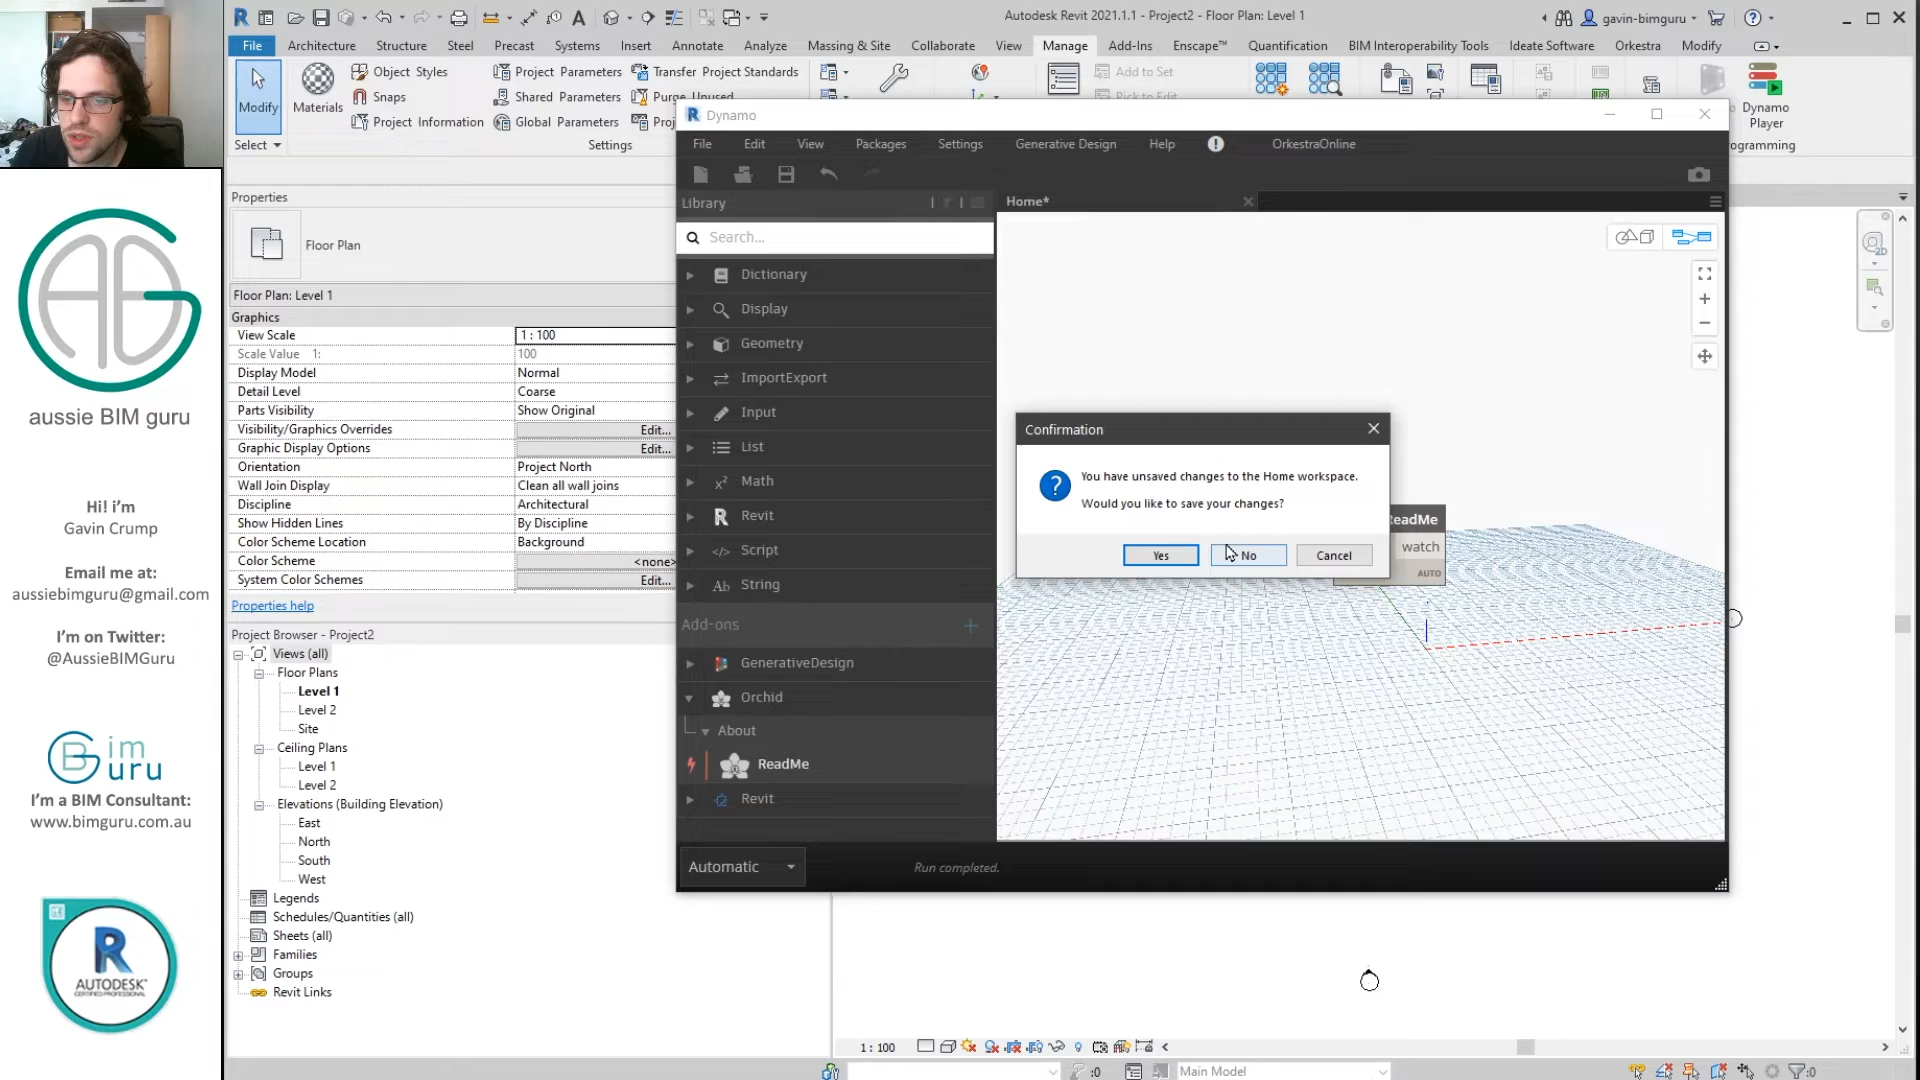 Autodesk Revit 2021.1.1 - Project2 - Floor Plan: Level 1
gavin-bimguru
File Architecture Structure Steel Precast Systems Insert Annotate Analyze Massing & Site Collaborate View Manage Add-Ins Enscape™ Quantification BIM Interoperability Tools Ideate Software Orkestra Modify
Modify
Materials
Object Styles
Snaps
Project Information
Project Parameters
Shared Parameters
Global Parameters
Transfer Project Standards
Purge Unused
Add to Set
Dynamo
Player
Select
Settings
Properties
Floor Plan
Floor Plan: Level 1
Graphics
View Scale 1 : 100
Scale Value 1: 100
Display Model Normal
Detail Level Coarse
Parts Visibility Show Original
Visibility/Graphics Overrides Edit...
Graphic Display Options Edit...
Orientation Project North
Wall Join Display Clean all wall joins
Discipline Architectural
Show Hidden Lines By Discipline
Color Scheme Location Background
Color Scheme <none>
System Color Schemes Edit...
Properties help
Project Browser - Project2
Views (all)
Floor Plans
Level 1
Level 2
Site
Ceiling Plans
Level 1
Level 2
Elevations (Building Elevation)
East
North
South
West
Legends
Schedules/Quantities (all)
Sheets (all)
Families
Groups
Revit Links
Dynamo
File Edit View Packages Settings Generative Design Help OrkestraOnline
Library
Home*
Search...
Dictionary
Display
Geometry
ImportExport
Input
List
Math
Revit
Script
String
Add-ons
GenerativeDesign
Orchid
About
ReadMe
Revit
Automatic
Run completed.
Confirmation
You have unsaved changes to the Home workspace.
Would you like to save your changes?
Yes No Cancel
watch
AUTO
1 : 100
:0
Main Model
:0
aussie BIM guru
Hi! i'm
Gavin Crump
Email me at:
aussiebimguru@gmail.com
I'm on Twitter:
@AussieBIMGuru
Bim
Guru
I'm a BIM Consultant:
www.bimguru.com.au
R
AUTODESK
CERTIFIED PROFESSIONAL